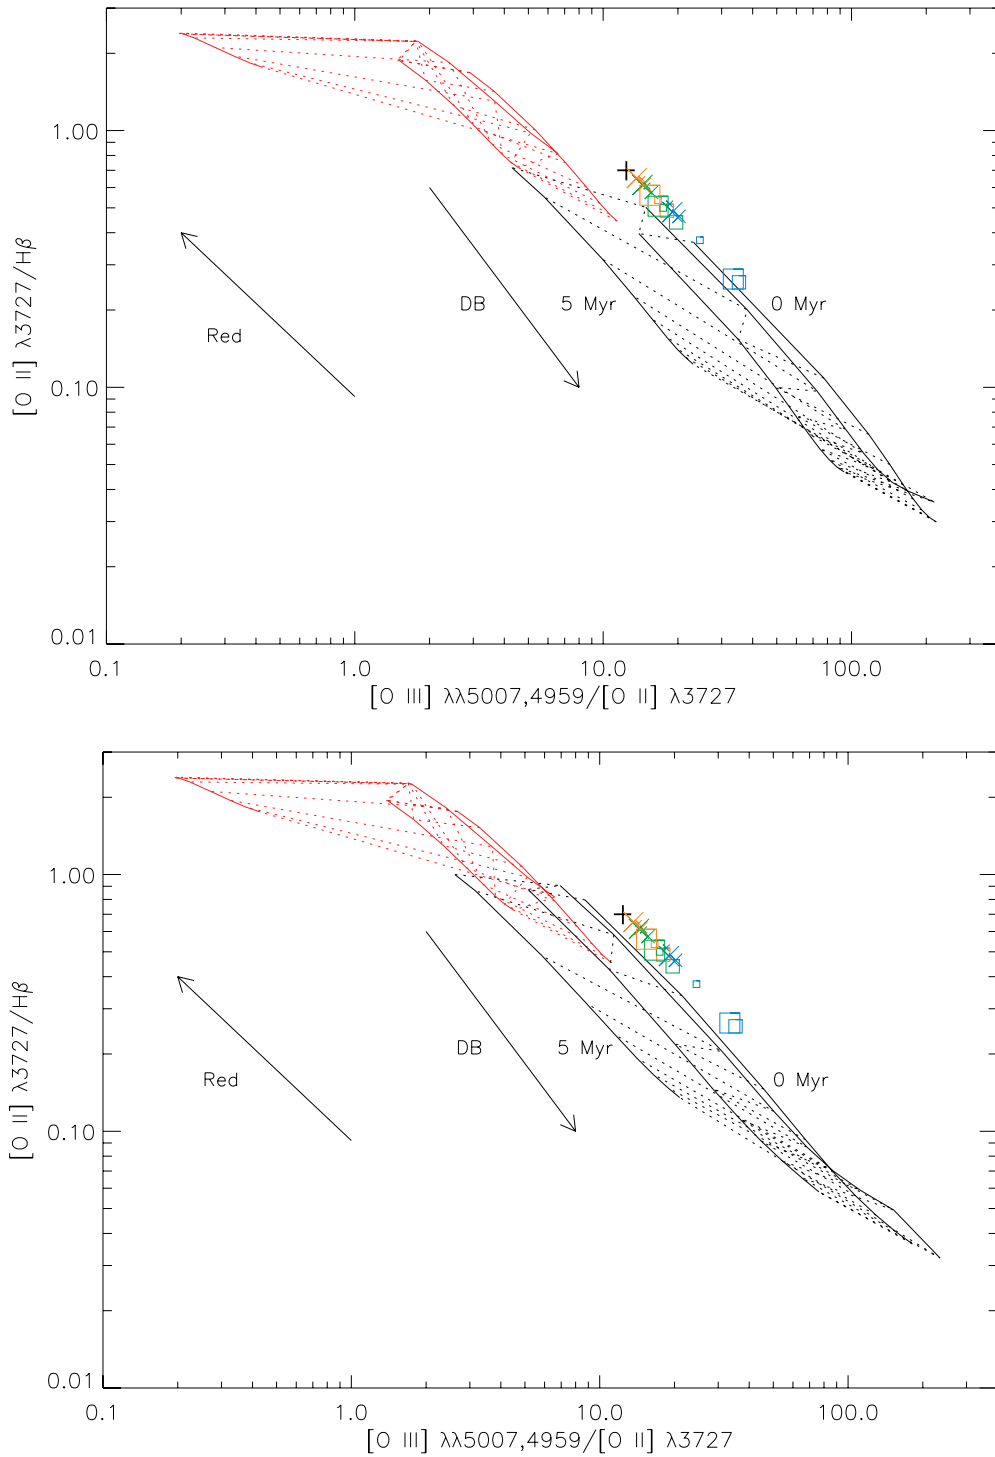 1.00
0.10
0.01
[O II] λ3727/Hβ
Red
DB
5 Myr
0 Myr
0.1
1.0
10.0
100.0
[O III] λλ5007,4959/[O II] λ3727
1.00
0.10
0.01
[O II] λ3727/Hβ
Red
DB
5 Myr
0 Myr
0.1
1.0
10.0
100.0
[O III] λλ5007,4959/[O II] λ3727